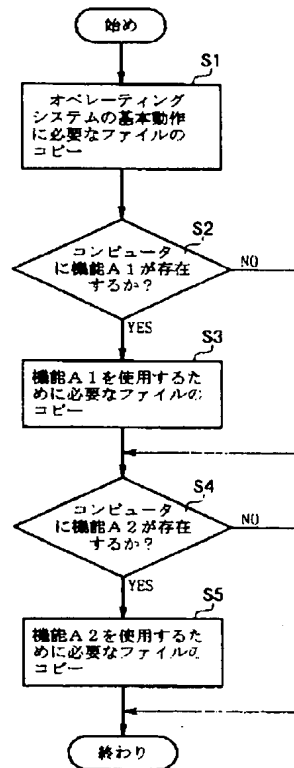 始め
S1
オペレーティング
システムの基本動作
に必要なファイルの
コピー
S2
コンピュータ
に機能A1が存在
するか?
NO
YES
S3
機能A1を使用するた
めに必要なファイルの
コピー
S4
コンピュータ
に機能A2が存在
するか?
NO
YES
S5
機能A2を使用するた
めに必要なファイルの
コピー
終わり